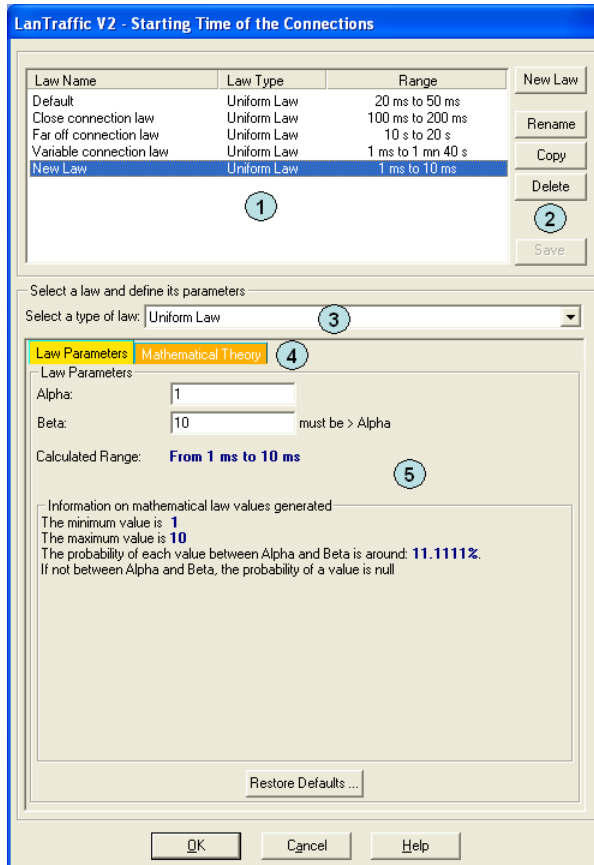 LanTraffic V2 - Starting Time of the Connections
Law Name Law Type Range New Law
Default Uniform Law 20 ms to 50 ms
Close connection law Uniform Law 100 ms to 200 ms
Rename
Far off connection law Uniform Law 10 s to 20 s
Variable connection law Uniform Law 1 ms to 1 mn 40 s
Copy
New Law Uniform Law 1 ms to 10 ms
Delete
1
2
Save
Select a law and define its parameters
Select a type of law: Uniform Law 3
Law Parameters Mathematical Theory 4
Law Parameters
Alpha: 1
Beta: 10 must be > Alpha
Calculated Range: From 1 ms to 10 ms
5
Information on mathematical law values generated
The minimum value is 1
The maximum value is 10
The probability of each value between Alpha and Beta is around: 11.1111%.
If not between Alpha and Beta, the probability of a value is null
Restore Defaults ...
OK Cancel Help